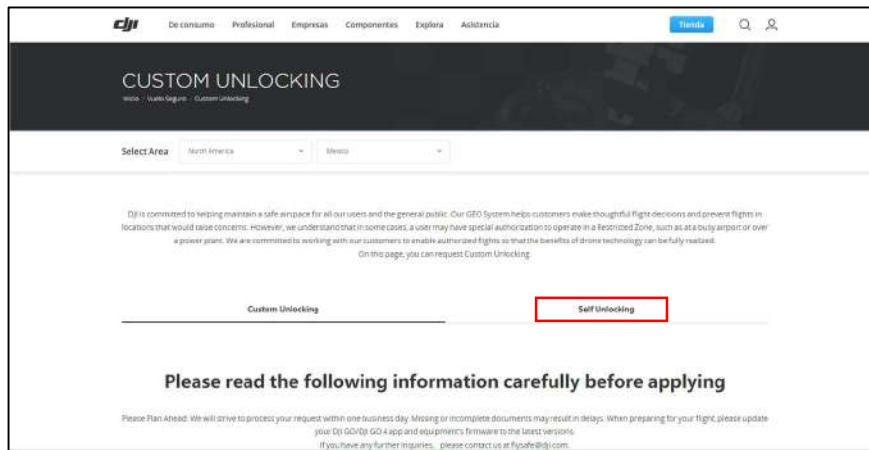 dji De consumo Profesional Empresas Componentes Explora Asistencia Tienda
CUSTOM UNLOCKING
Inicio / Vuelo Seguro / Custom Unlocking
Select Area North America Mexico
DJI is committed to helping maintain a safe airspace for all our users and the general public. Our GEO System helps customers make thoughtful flight decisions and prevent flights in
locations that would raise concerns. However, we understand that in some cases, a user may have special authorization to operate in a Restricted Zone, such as at a busy airport or over
a power plant. We are committed to working with our customers to enable authorized flights so that the benefits of drone technology can be fully realized.
On this page, you can request Custom Unlocking
Custom Unlocking Self Unlocking
Please read the following information carefully before applying
Please Plan Ahead: We will strive to process your request within one business day. Missing or incomplete documents may result in delays. When preparing for your flight, please update
your DJI GO/DJI GO 4 app and equipment's firmware to the latest versions.
If you have any further inquiries, please contact us at flysafe@dji.com.